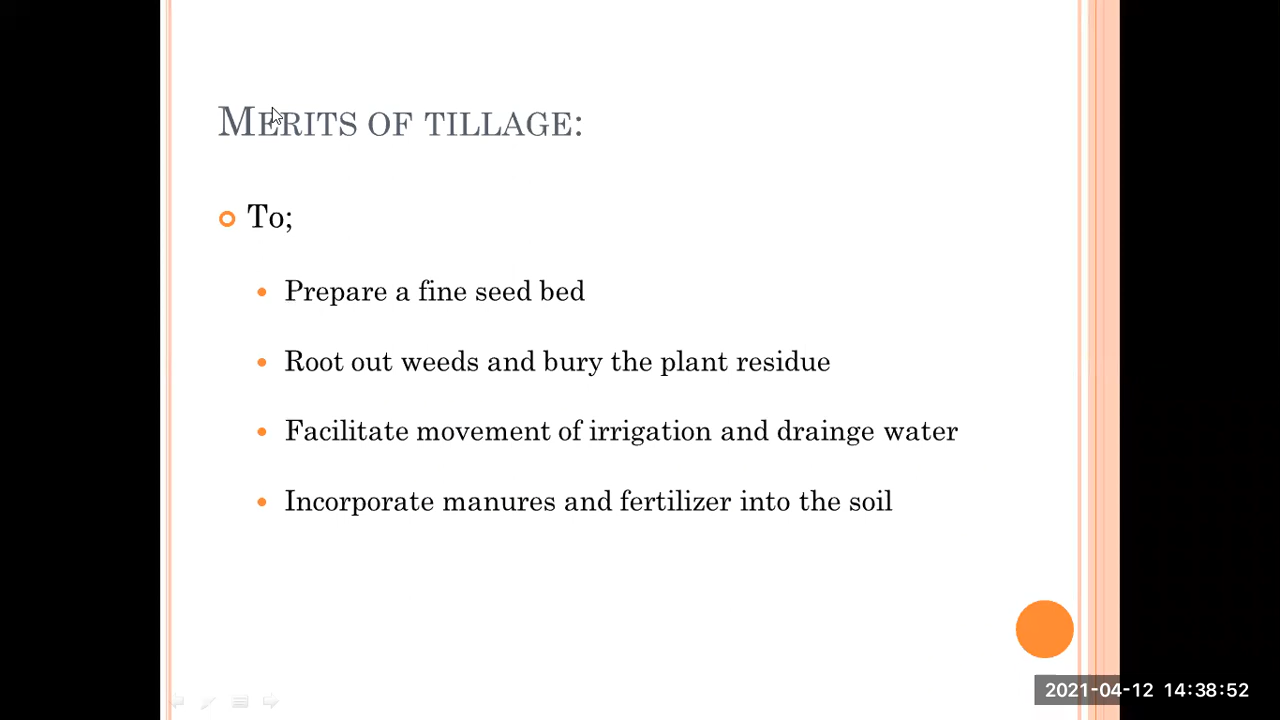 Merits of tillage:
To;
Prepare a fine seed bed
Root out weeds and bury the plant residue
Facilitate movement of irrigation and drainge water
Incorporate manures and fertilizer into the soil
2021-04-12 14:38:52